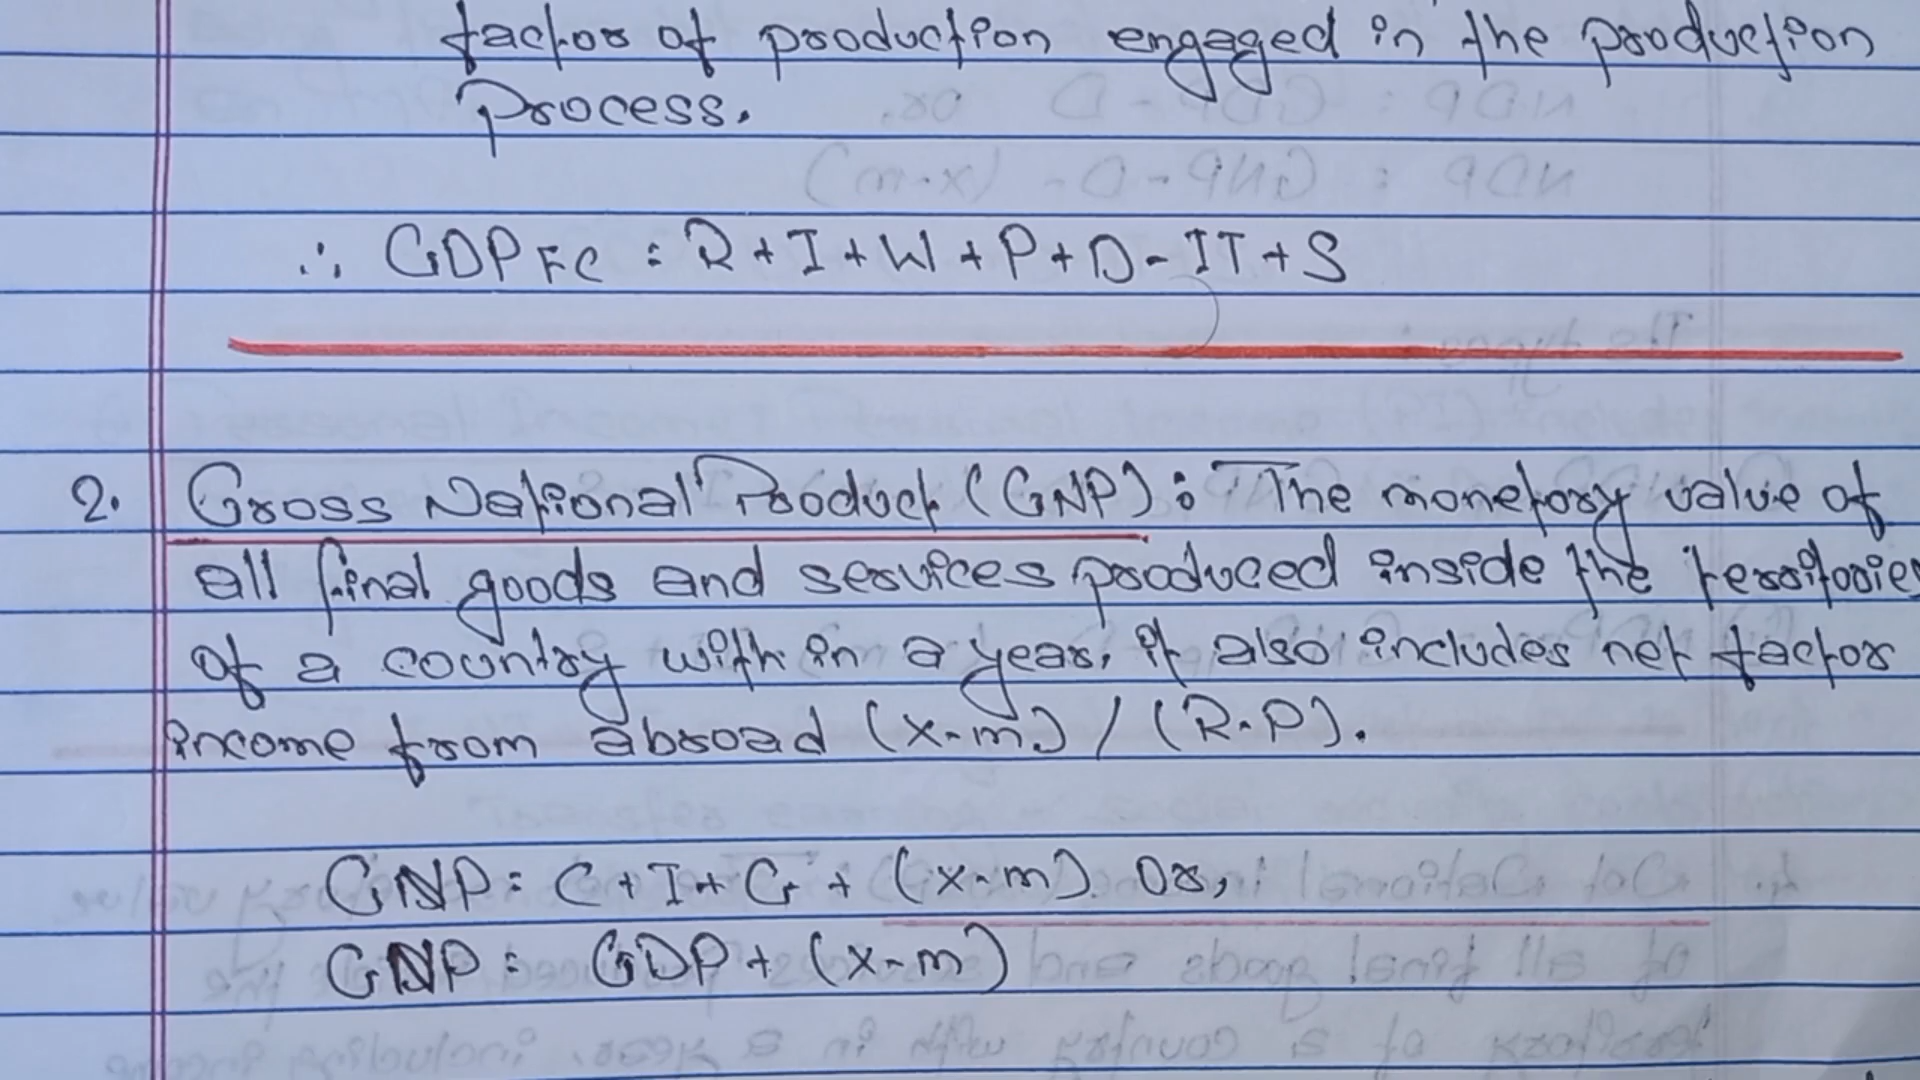 factor of production engaged in the production
Process.
∴ GDP FC : R + I + W + P + D - IT + S
2. Gross National Product (GNP) : The monetory value of
all final goods and services produced inside the territories
of a country with in a year, it also includes net factor
income from abroad (x-m) / (R-P).
GNP : C + I + G + (x-m) Or,
GNP : GDP + (x-m)